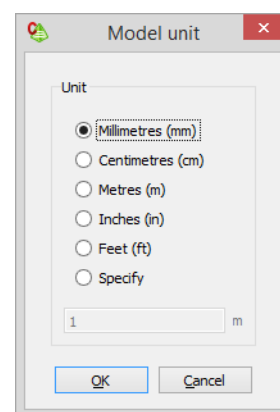 Model unit
Unit
Millimetres (mm)
Centimetres (cm)
Metres (m)
Inches (in)
Feet (ft)
Specify
1 m
OK Cancel